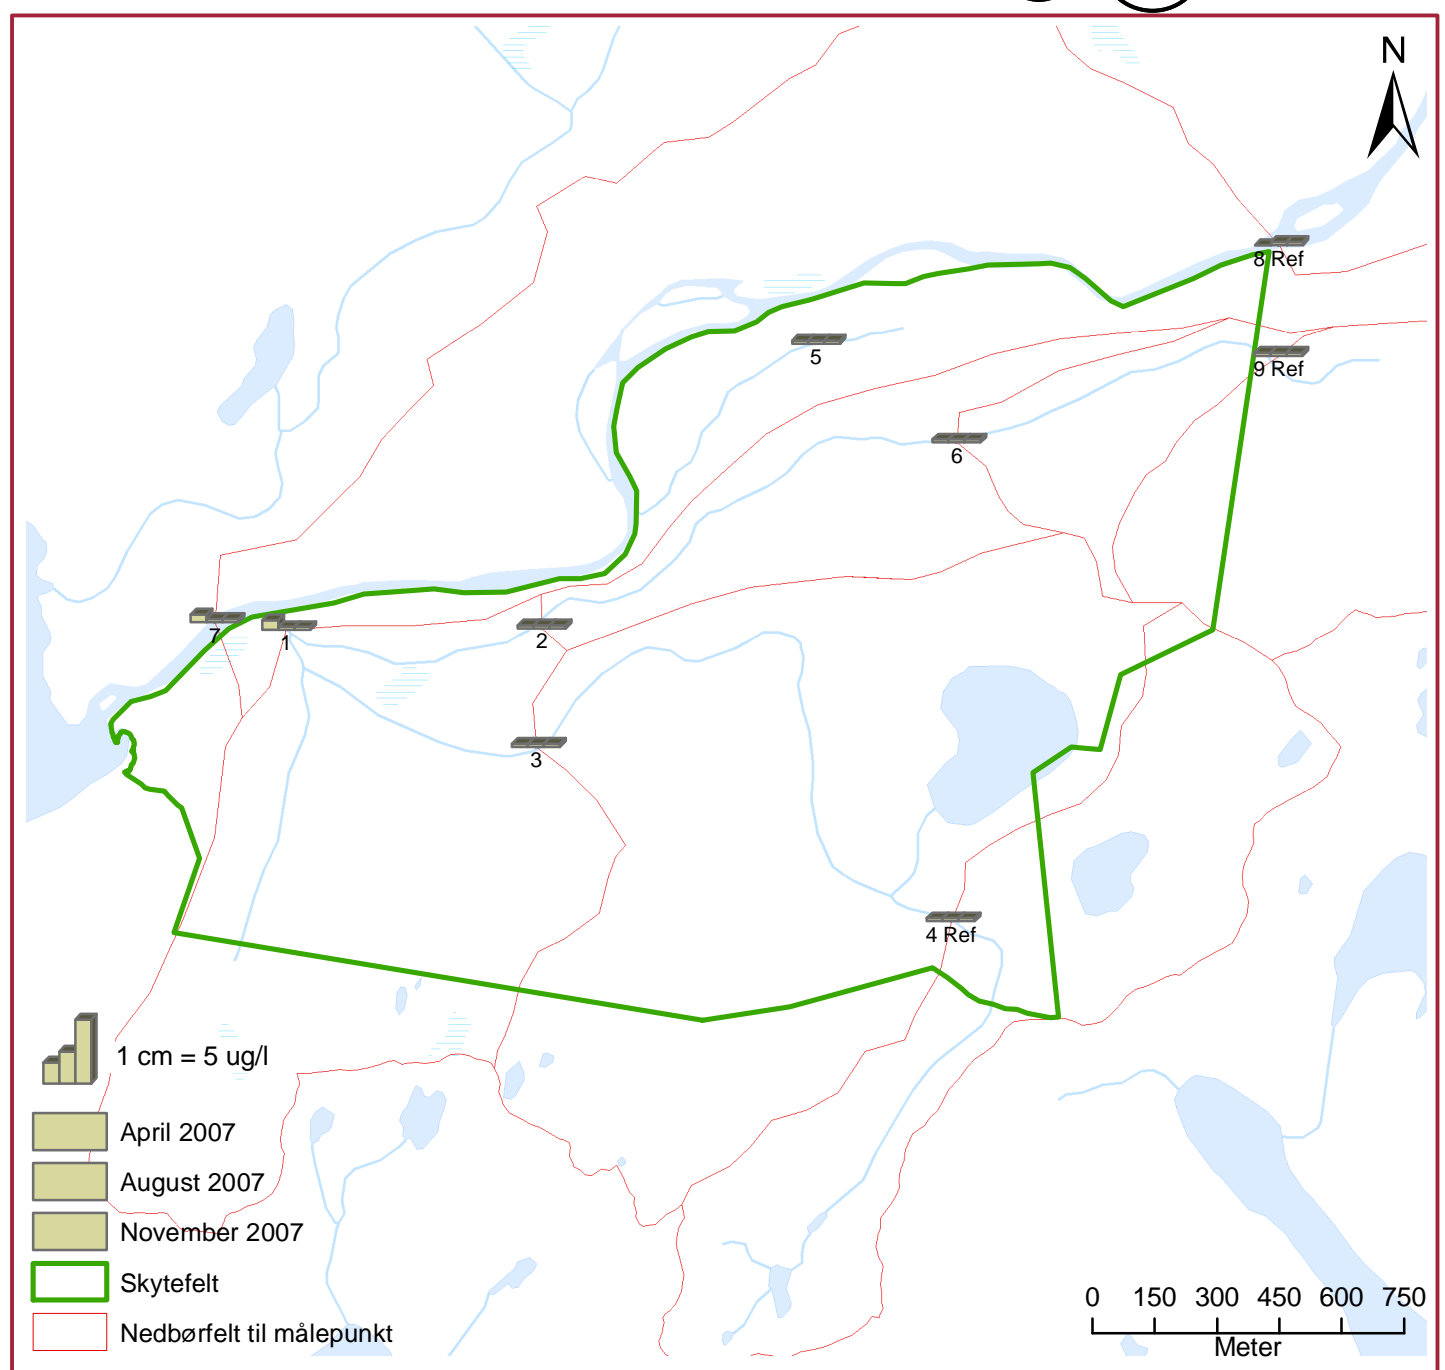 N
8 Ref
5
9 Ref
6
7
1
2
3
4 Ref
1 cm = 5 ug/l
April 2007
August 2007
November 2007
Skytefelt
Nedbørfelt til målepunkt
0 150 300 450 600 750
Meter